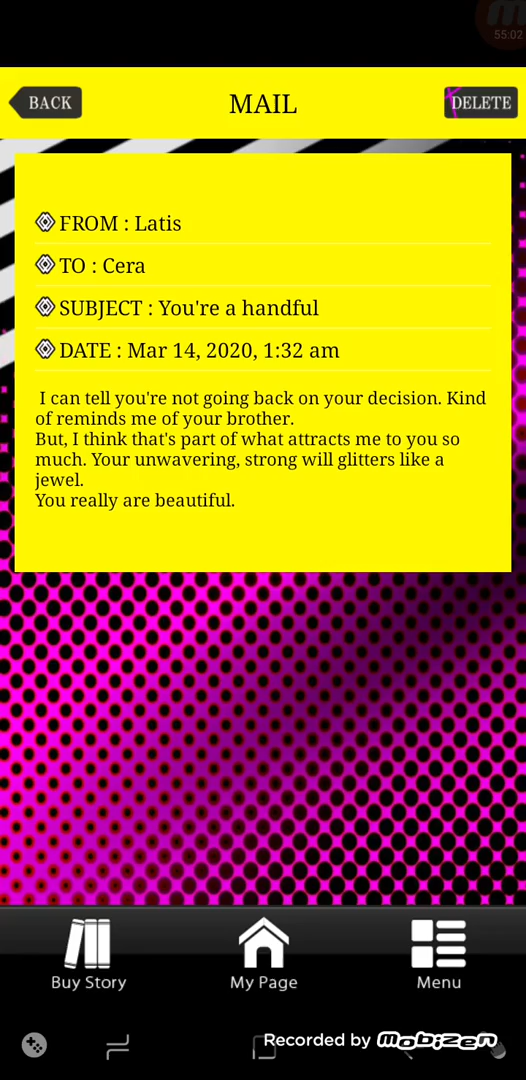 55:02
BACK
MAIL
DELETE
FROM : Latis
TO : Cera
SUBJECT : You're a handful
DATE : Mar 14, 2020, 1:32 am
I can tell you're not going back on your decision. Kind
of reminds me of your brother.
But, I think that's part of what attracts me to you so
much. Your unwavering, strong will glitters like a
jewel.
You really are beautiful.
Buy Story
My Page
Menu
Recorded by Mobizen